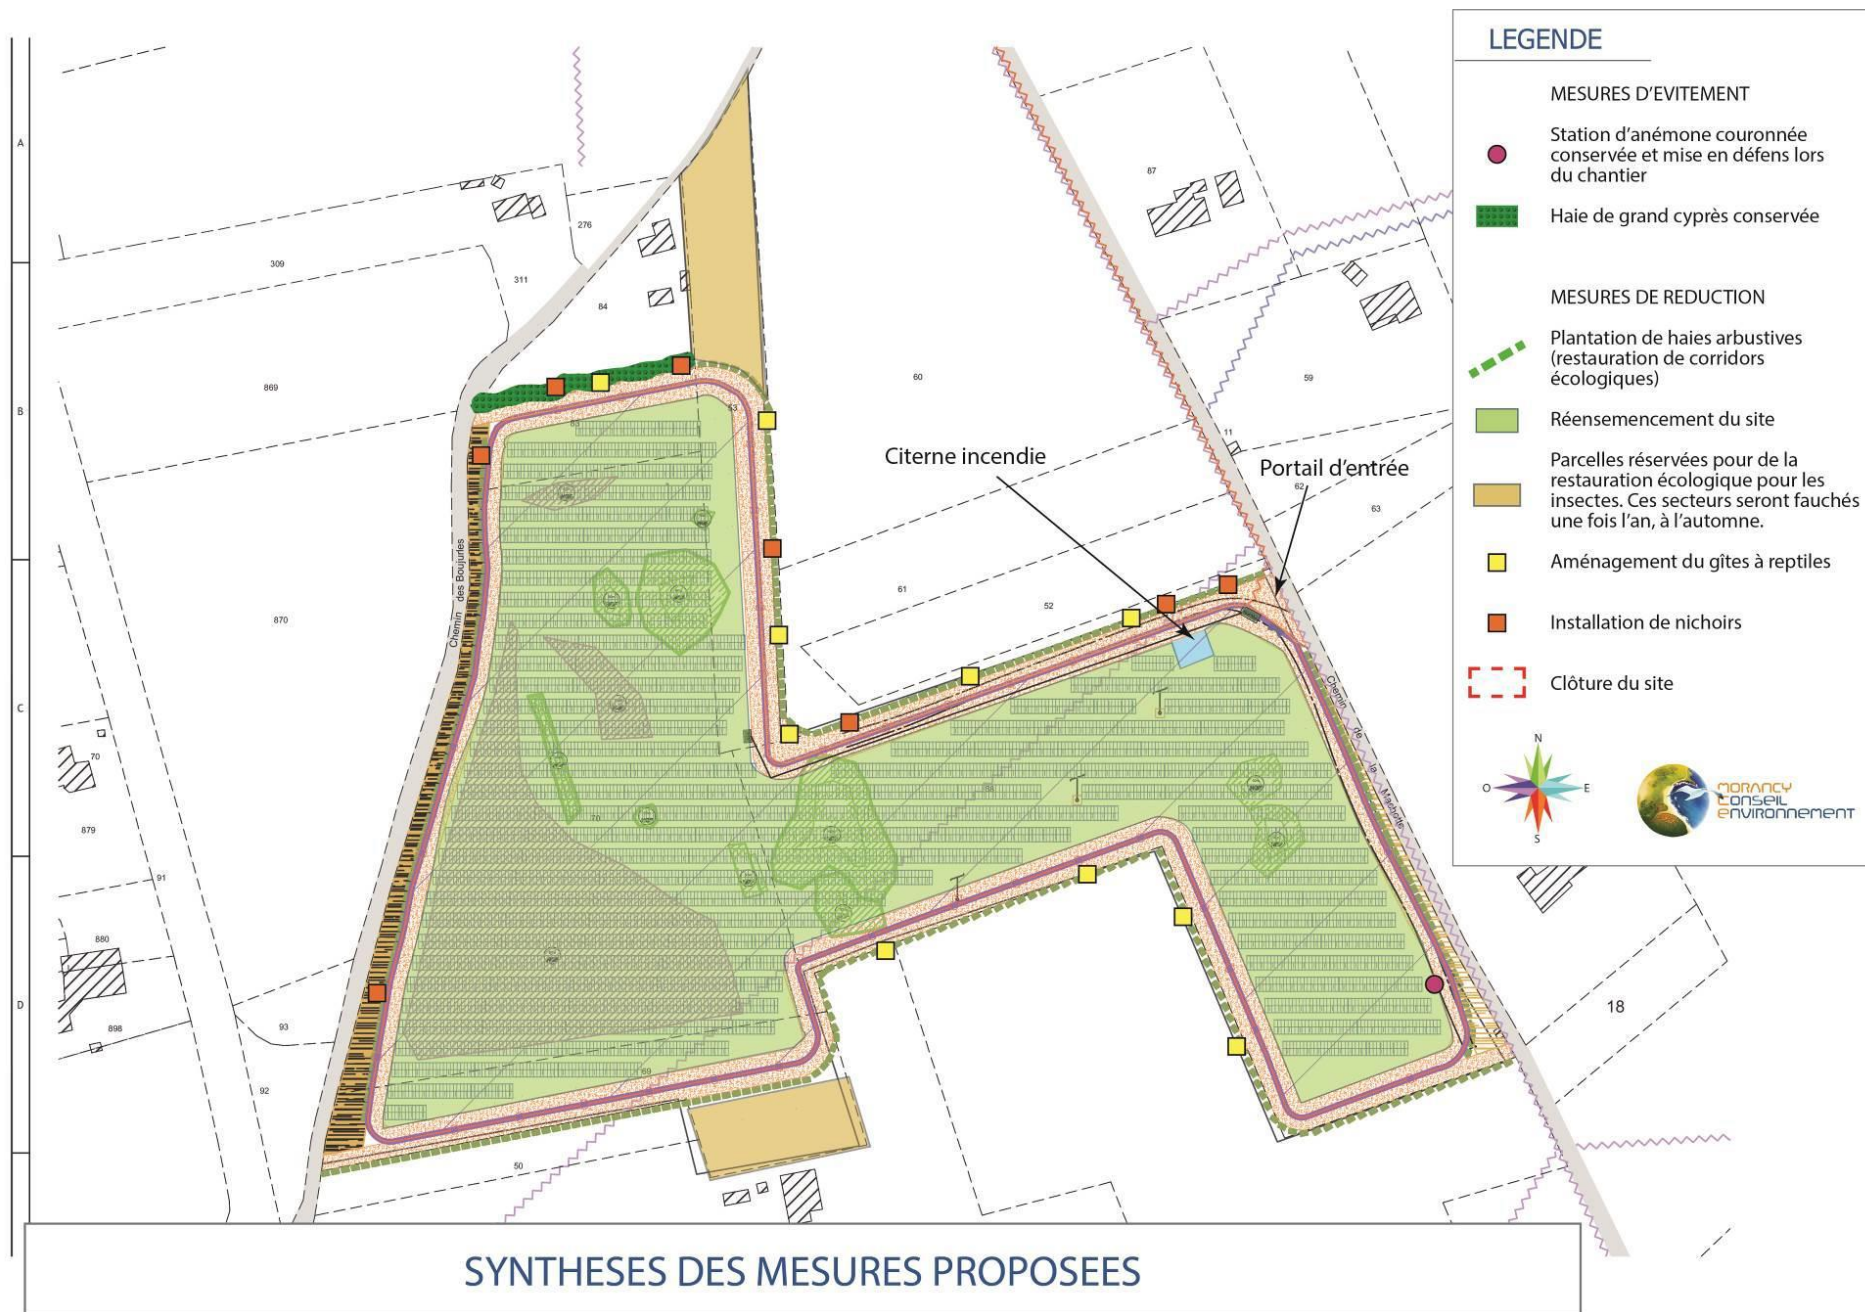 LEGENDE
MESURES D'EVITEMENT
Station d'anémone couronnée
conservée et mise en défens lors
du chantier
Haie de grand cyprès conservée
MESURES DE REDUCTION
Plantation de haies arbustives
(restauration de corridors
écologiques)
Réensemencement du site
Parcelles réservées pour de la
restauration écologique pour les
insectes. Ces secteurs seront fauchés
une fois l'an, à l'automne.
Aménagement du gîtes à reptiles
Installation de nichoirs
Clôture du site
N
O
E
S
MORANCY
CONSEIL
ENVIRONNEMENT
A
B
C
D
87
276
309
311
84
869
60
59
53
83
11
Citerne incendie
Portail d'entrée
62
63
Chemin des Boujurles
61
52
870
Chemin de la Machotte
70
70
879
91
880
93
898
18
69
92
50
SYNTHESES DES MESURES PROPOSEES